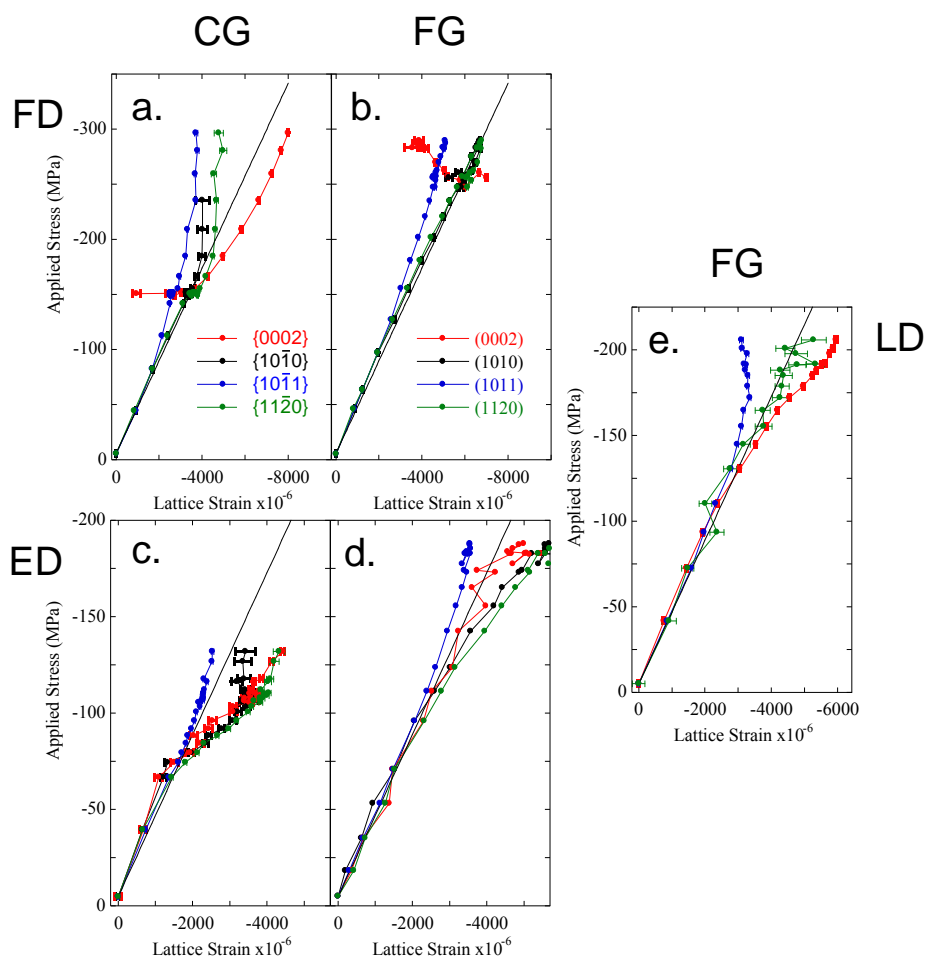 CG
FG
FD
a.
b.
-300
-200
-100
0
Applied Stress (MPa)
{0002}
{101̅0}
{101̅1}
{112̅0}
(0002)
(1010)
(1011)
(1120)
0
-4000
-8000
-4000
-8000
Lattice Strain x10⁻⁶
Lattice Strain x10⁻⁶
FG
e.
LD
-200
-150
-100
-50
0
Applied Stress (MPa)
0
-2000
-4000
-6000
Lattice Strain x10⁻⁶
ED
c.
d.
-200
-150
-100
-50
0
Applied Stress (MPa)
0
-2000
-4000
0
-2000
-4000
Lattice Strain x10⁻⁶
Lattice Strain x10⁻⁶